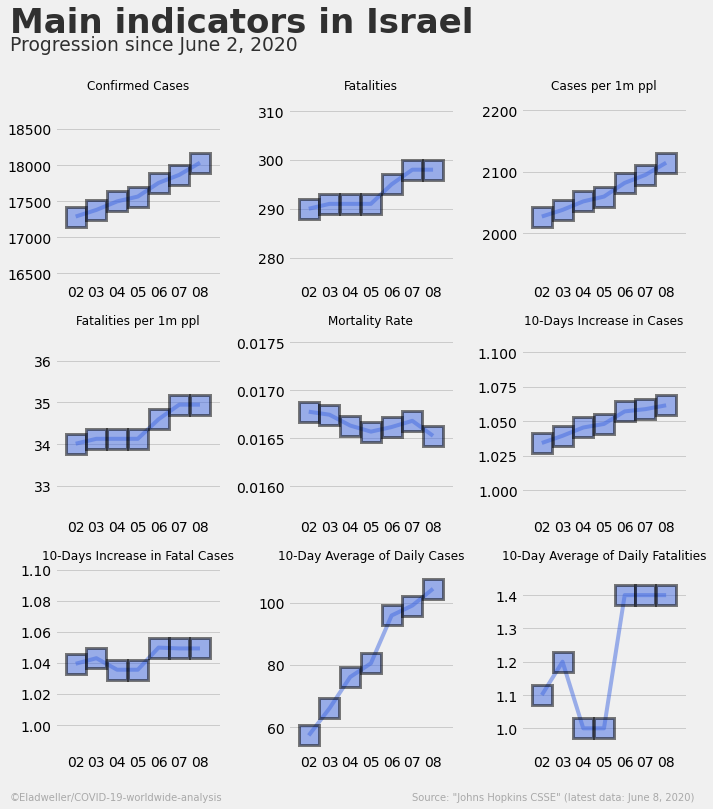 Main indicators in Israel
Progression since June 2, 2020
Confirmed Cases
18500
18000
17500
17000
16500
02 03 04 05 06 07 08
Fatalities
310
300
290
280
02 03 04 05 06 07 08
Cases per 1m ppl
2200
2100
2000
02 03 04 05 06 07 08
Fatalities per 1m ppl
36
35
34
33
02 03 04 05 06 07 08
Mortality Rate
0.0175
0.0170
0.0165
0.0160
02 03 04 05 06 07 08
10-Days Increase in Cases
1.100
1.075
1.050
1.025
1.000
02 03 04 05 06 07 08
10-Days Increase in Fatal Cases
1.10
1.08
1.06
1.04
1.02
1.00
02 03 04 05 06 07 08
10-Day Average of Daily Cases
100
80
60
02 03 04 05 06 07 08
10-Day Average of Daily Fatalities
1.4
1.3
1.2
1.1
1.0
02 03 04 05 06 07 08
©Eladweller/COVID-19-worldwide-analysis
Source: "Johns Hopkins CSSE" (latest data: June 8, 2020)